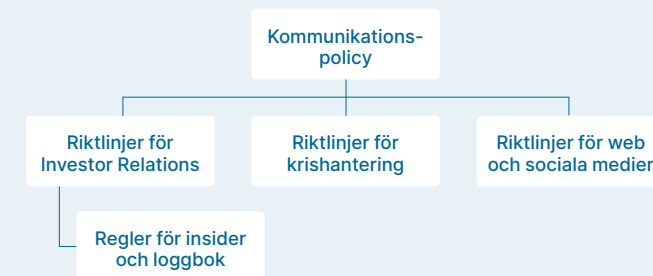 Kommunikations-
policy
Riktlinjer för
Investor Relations
Riktlinjer för
krishantering
Riktlinjer för web
och sociala medier
Regler för insider
och loggbok